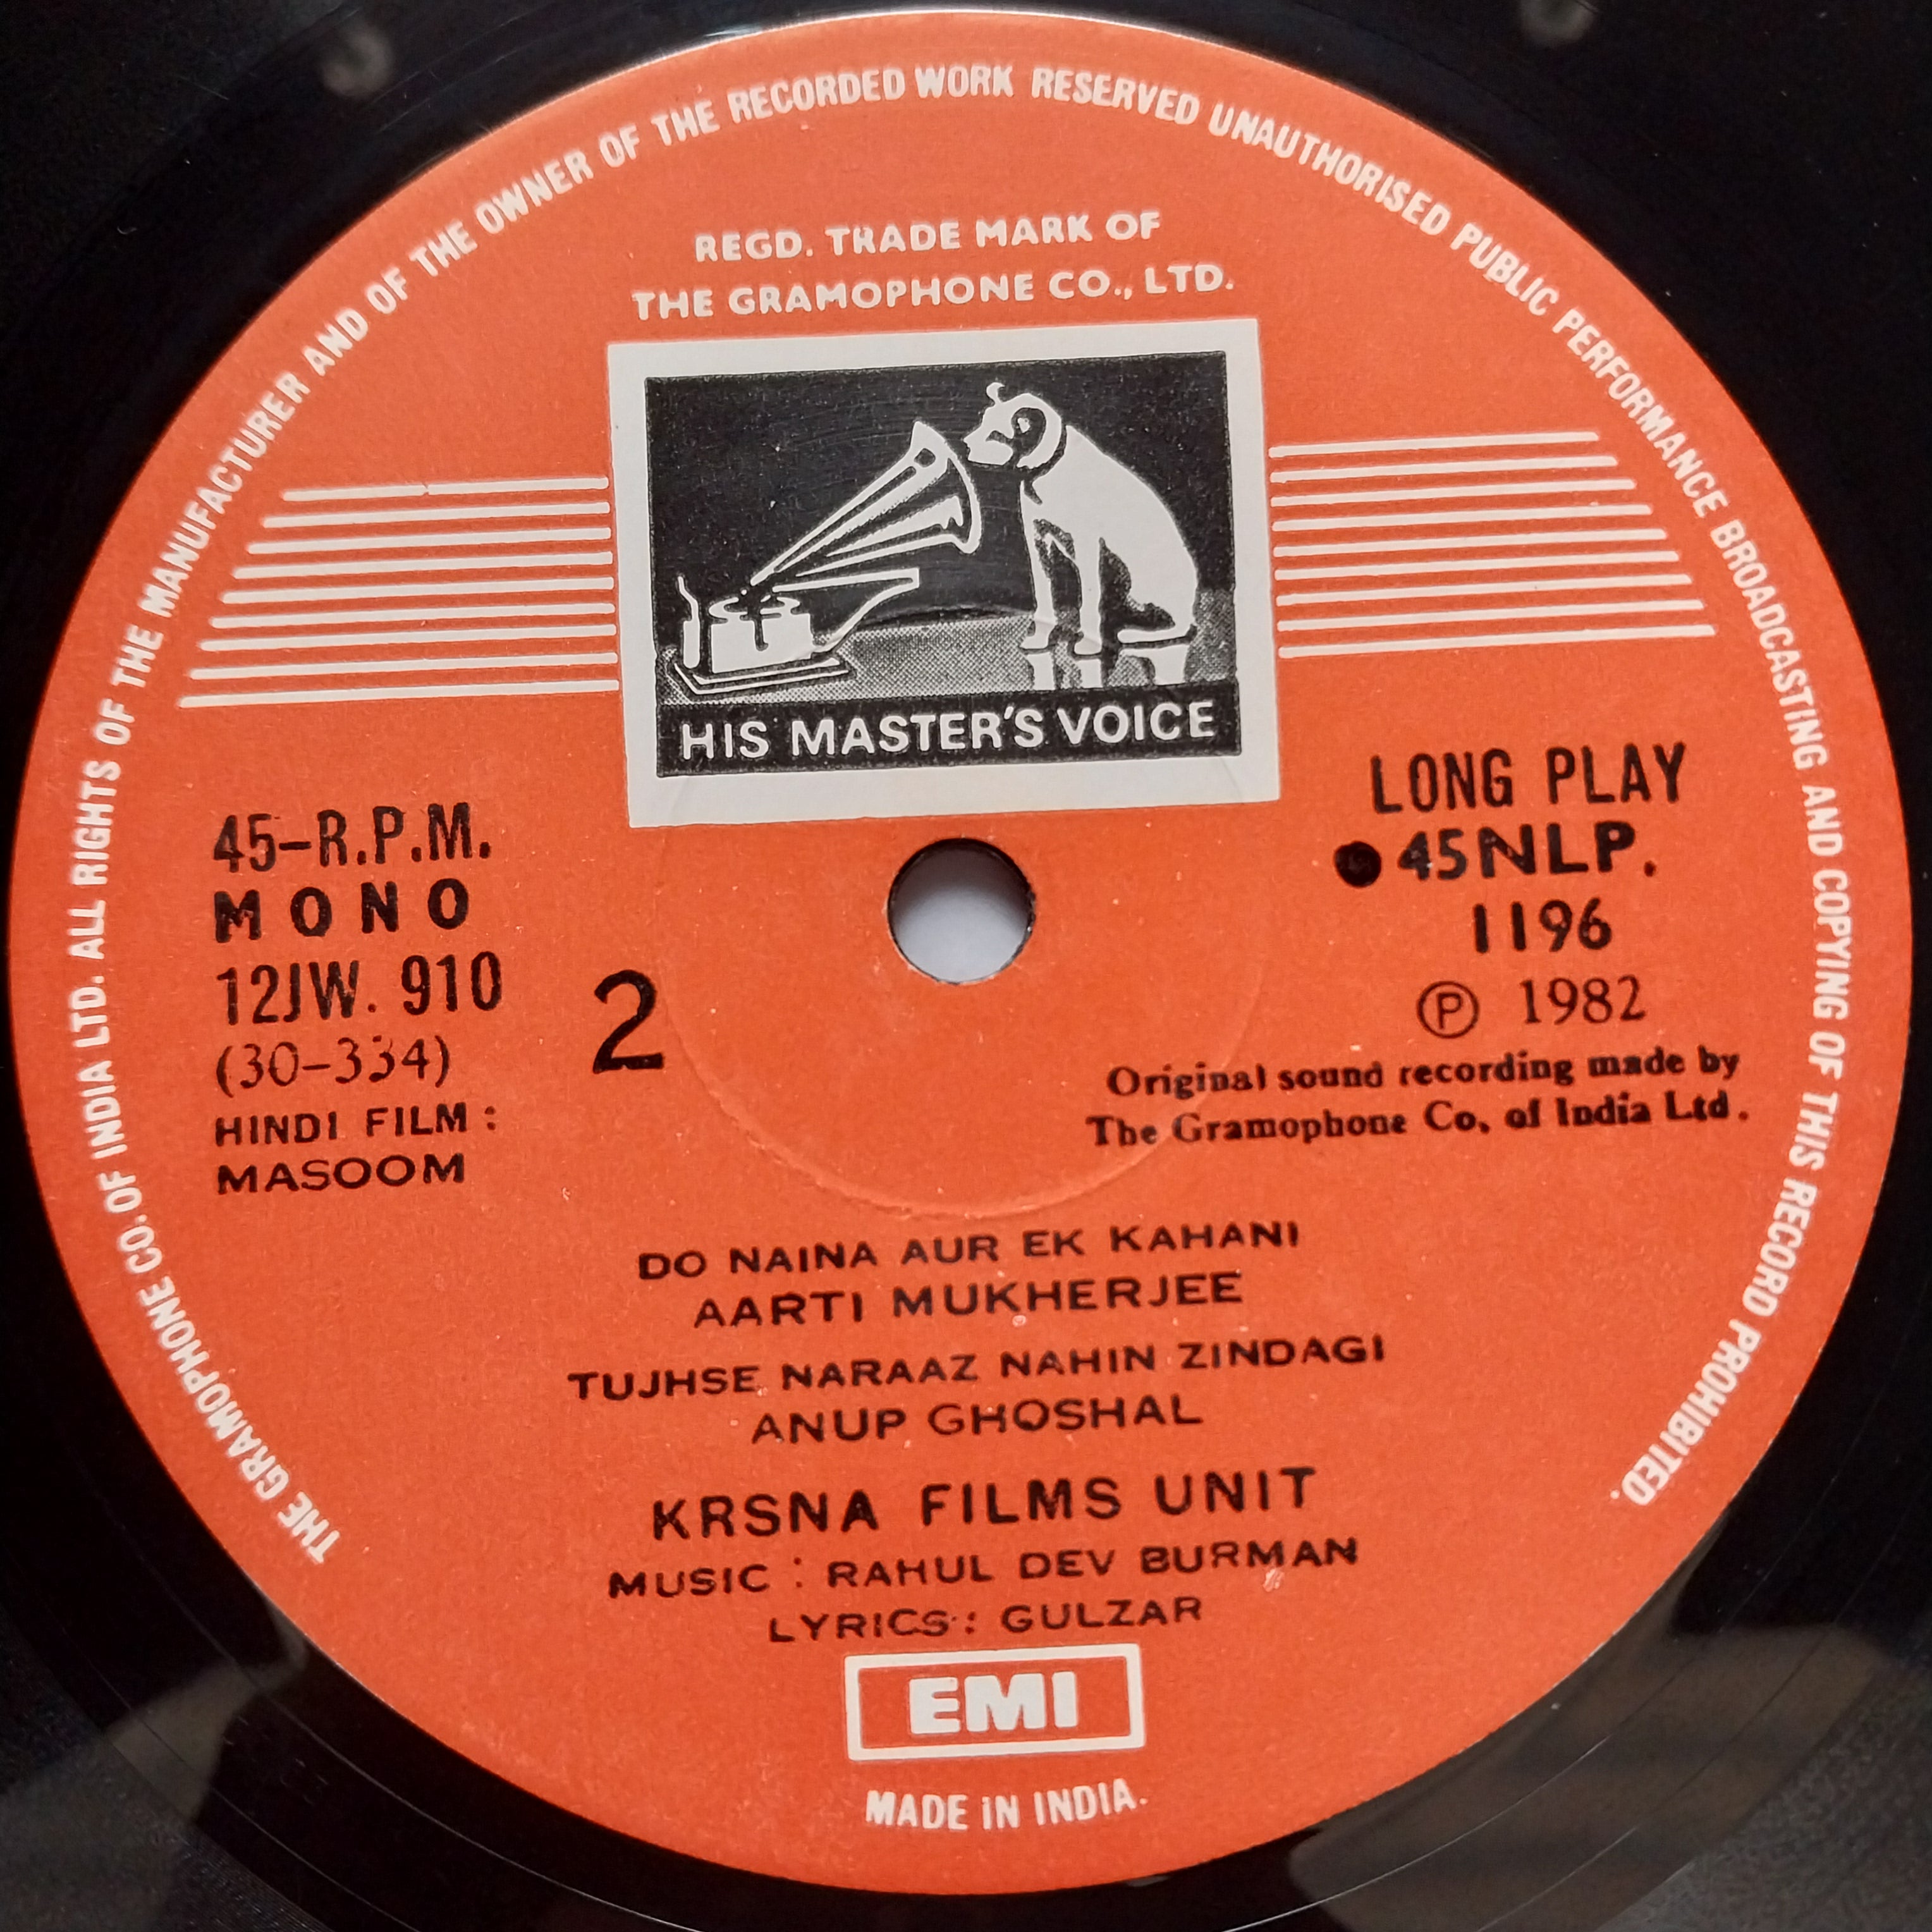 THE GRAMOPHONE CO. OF INDIA LTD. ALL RIGHTS OF THE MANUFACTURER AND OF THE OWNER OF THE RECORDED WORK RESERVED UNAUTHORISED PUBLIC PERFORMANCE BROADCASTING AND COPYING OF THIS RECORD PROHIBITED.
REGD. TRADE MARK OF
THE GRAMOPHONE CO., LTD.
HIS MASTER'S VOICE
45-R.P.M.
MONO
12JW. 910
(30-334)
HINDI FILM :
MASOOM
2
LONG PLAY
●45NLP.
1196
Ⓟ 1982
Original sound recording made by
The Gramophone Co. of India Ltd.
DO NAINA AUR EK KAHANI
AARTI MUKHERJEE
TUJHSE NARAAZ NAHIN ZINDAGI
ANUP GHOSHAL
KRSNA FILMS UNIT
MUSIC : RAHUL DEV BURMAN
LYRICS : GULZAR
EMI
MADE IN INDIA.